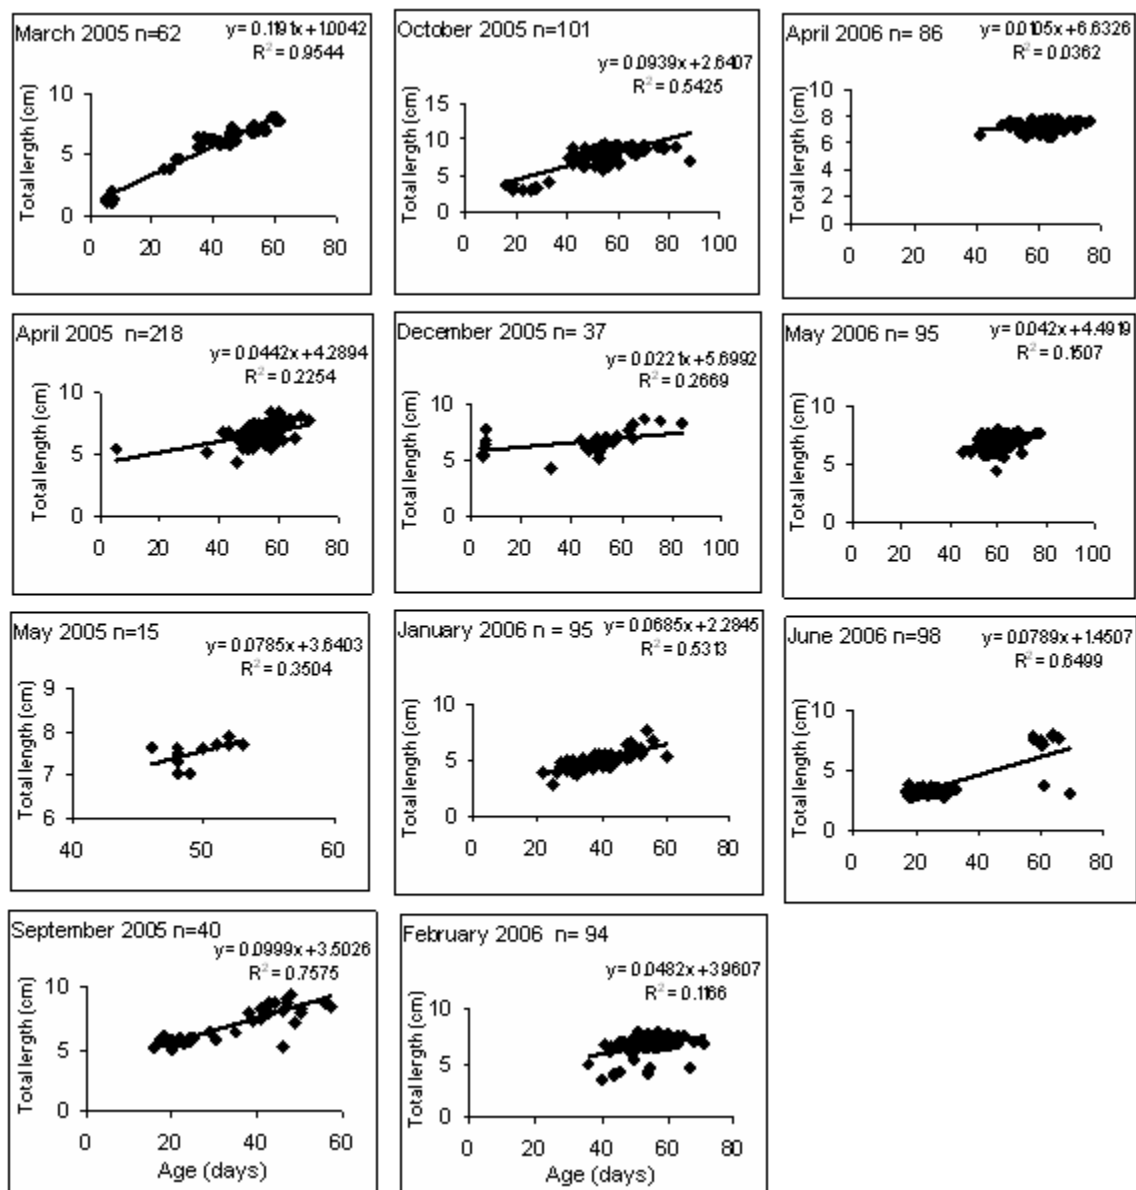 March 2005 n=62
y= 0.1191x+1.0042
R² = 0.9544
Total length (cm)
10
5
0
0 20 40 60 80
October 2005 n=101
y= 0.0939x+2.6407
R² = 0.5425
Total length (cm)
15
10
5
0
0 20 40 60 80 100
April 2006 n= 86
y= 0.0105x+6.6326
R² = 0.0362
Total length (cm)
10
8
6
4
2
0
0 20 40 60 80
April 2005 n=218
y= 0.0442x+4.2894
R² = 0.2254
Total length (cm)
10
5
0
0 20 40 60 80
December 2005 n= 37
y= 0.0221x+5.6992
R² = 0.2669
Total length (cm)
10
5
0
0 20 40 60 80 100
May 2006 n= 95
y= 0.042x+4.4919
R² = 0.1507
Total length (cm)
10
5
0
0 20 40 60 80 100
May 2005 n=15
y= 0.0785x+3.6403
R² = 0.3504
Total length (cm)
9
8
7
6
40 50 60
January 2006 n = 95
y= 0.0685x+2.2845
R² = 0.5313
Total length (cm)
10
5
0
0 20 40 60 80
June 2006 n=98
y= 0.0789x+1.4507
R² = 0.6499
Total length (cm)
10
5
0
0 20 40 60 80
September 2005 n=40
y= 0.0999x+3.5026
R² = 0.7575
Total length (cm)
10
5
0
0 20 40 60
Age (days)
February 2006 n= 94
y= 0.0482x+3.9607
R² = 0.1166
Total length (cm)
10
5
0
0 20 40 60 80
Age (days)